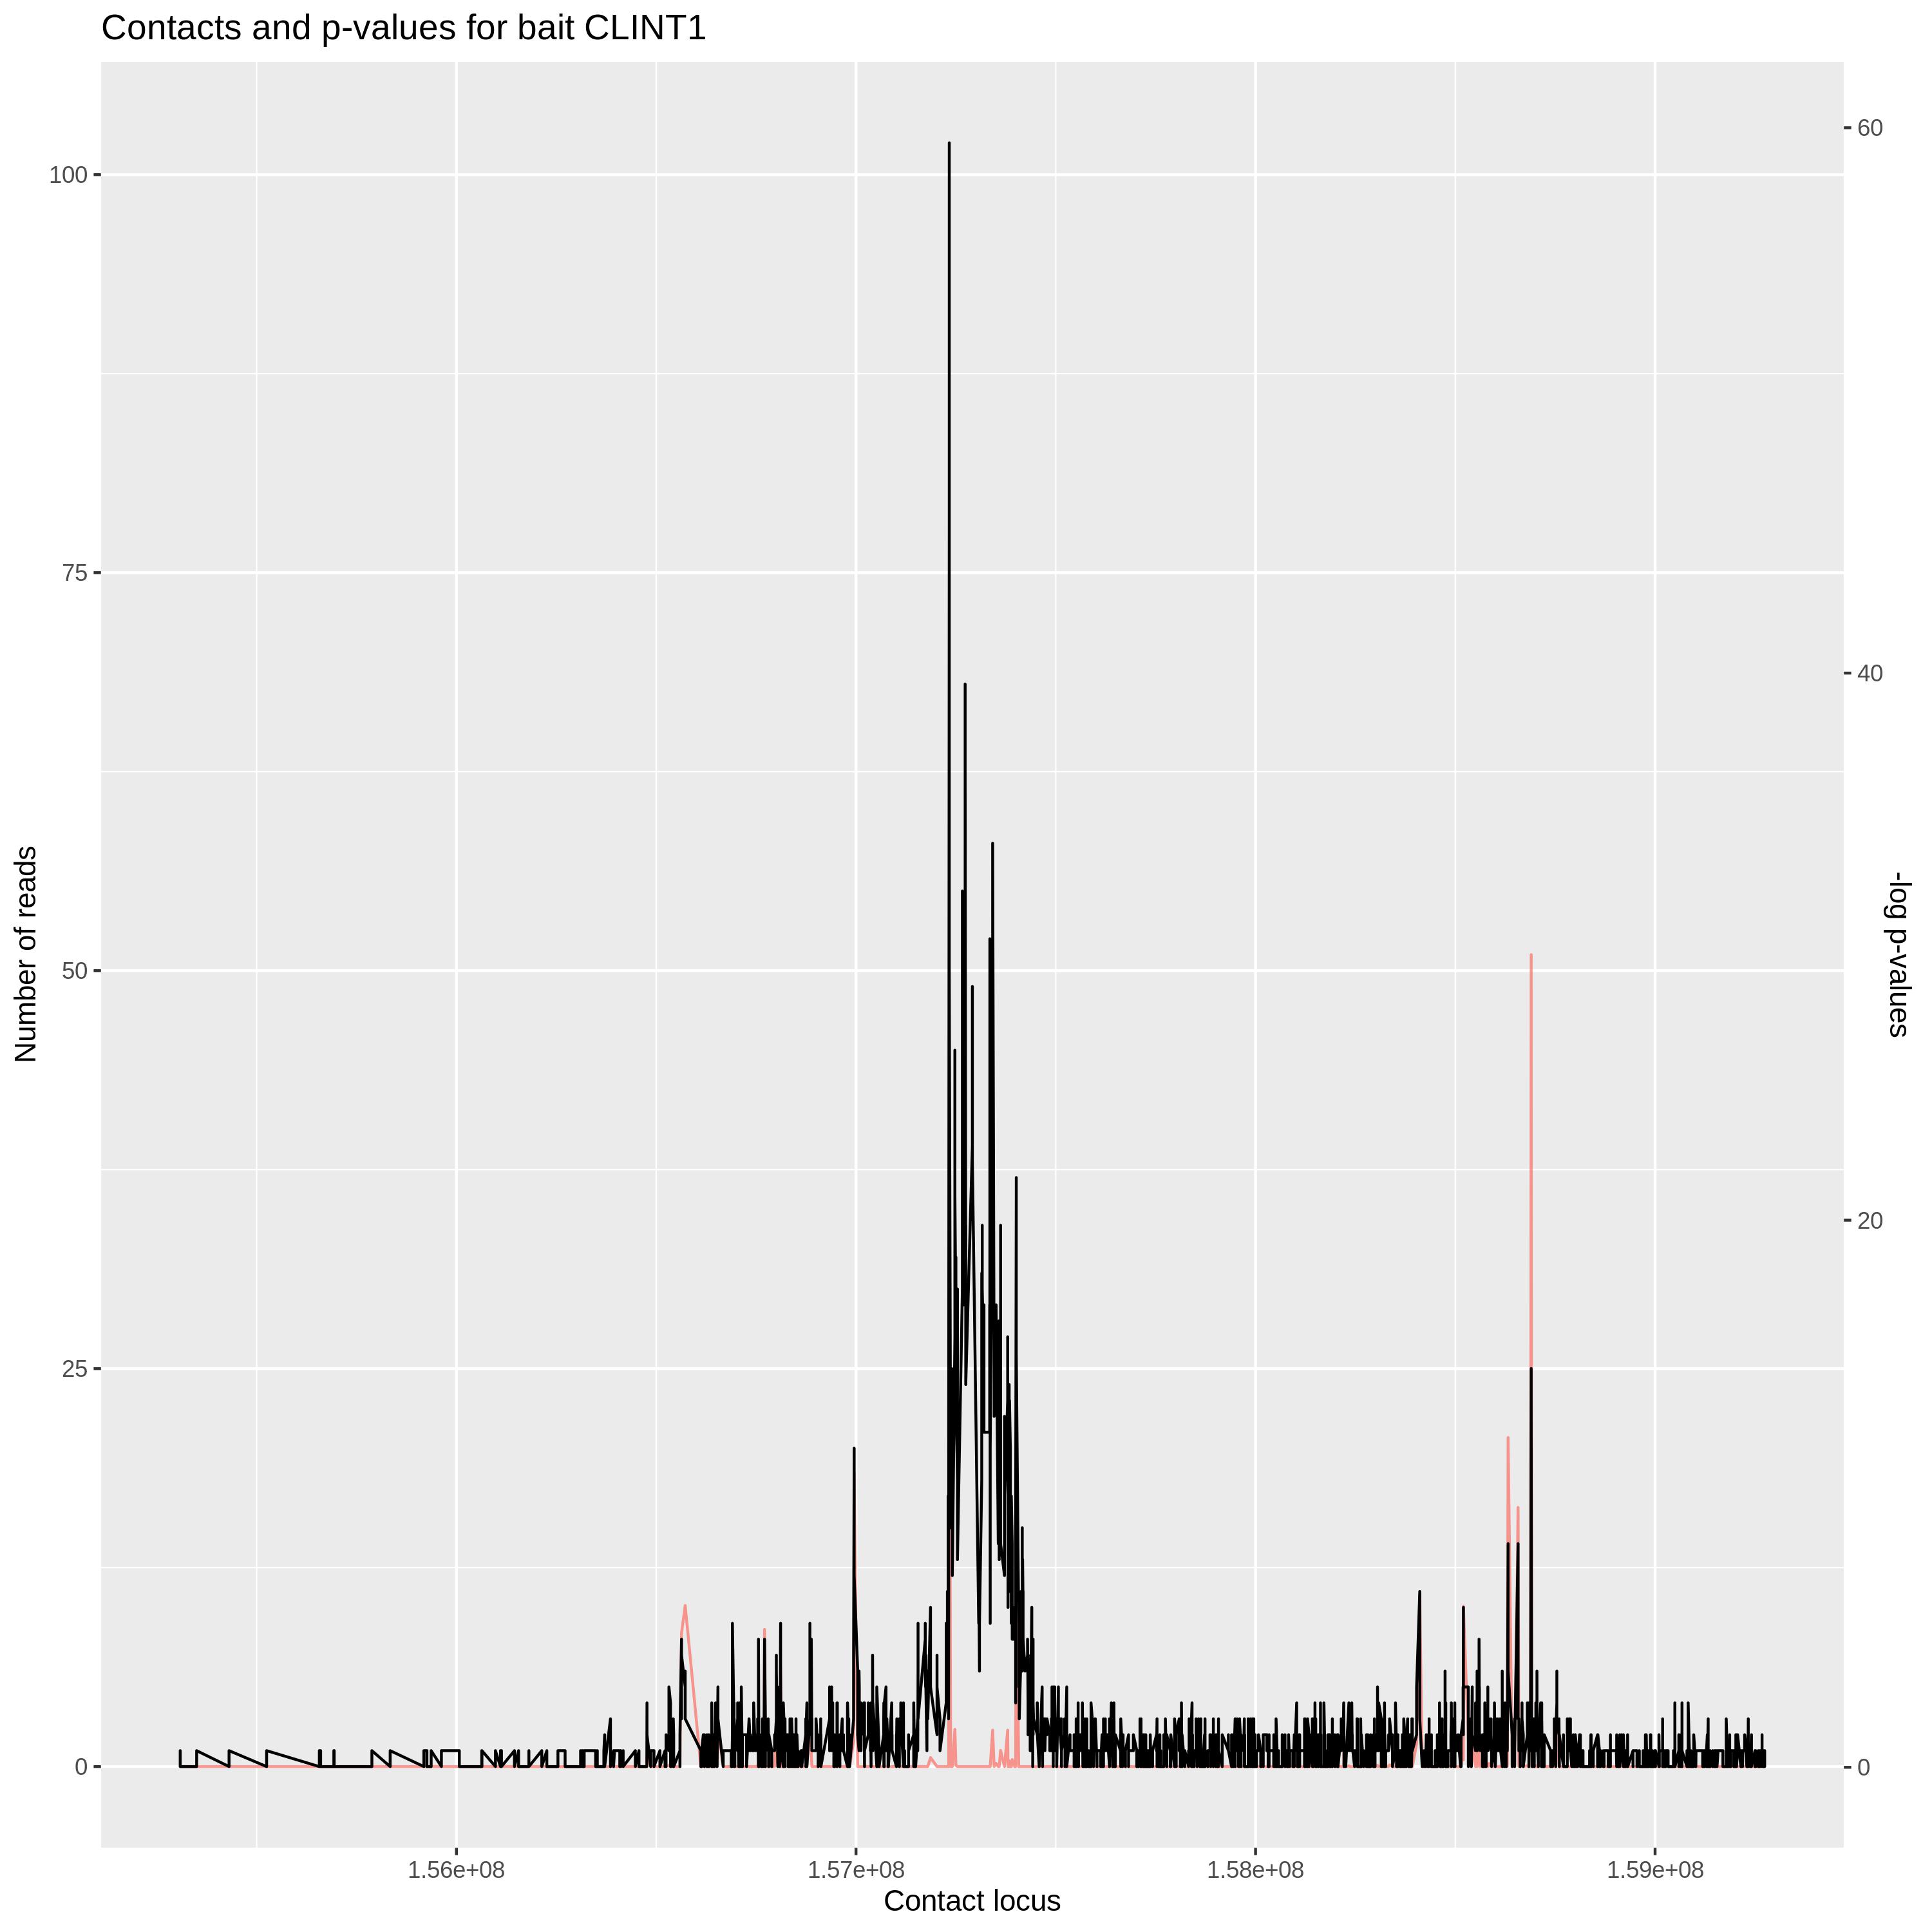 Contacts and p-values for bait CLINT1
100
75
50
25
0
Number of reads
60
40
20
0
-log p-values
1.56e+08
1.57e+08
1.58e+08
1.59e+08
Contact locus